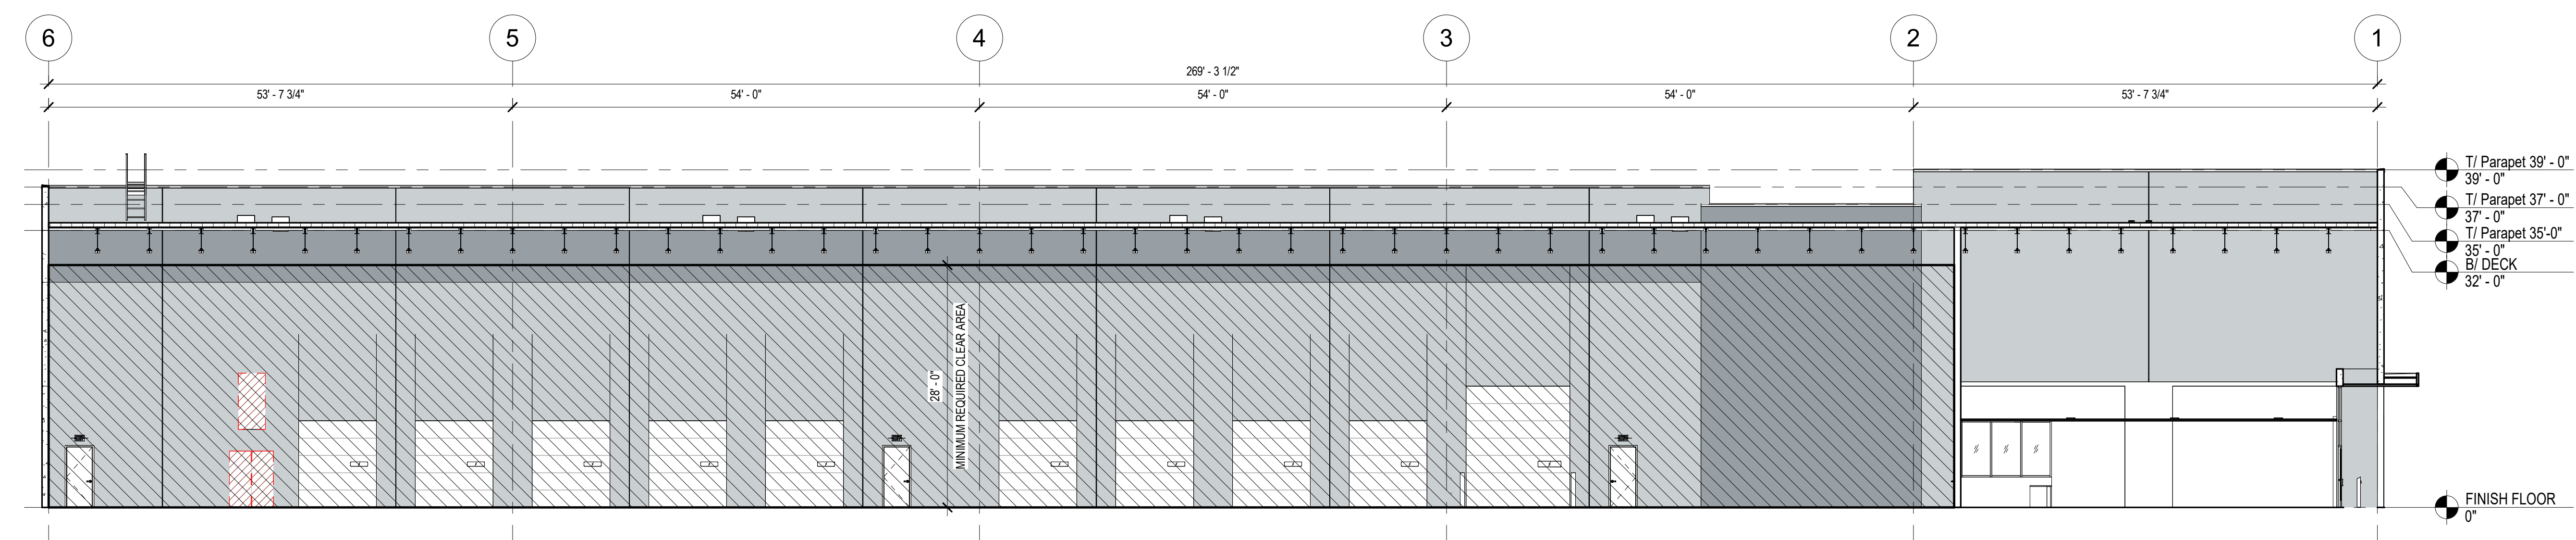 6
5
4
3
2
1
269' - 3 1/2"
53' - 7 3/4"
54' - 0"
54' - 0"
54' - 0"
53' - 7 3/4"
T/ Parapet 39' - 0"
39' - 0"
T/ Parapet 37' - 0"
37' - 0"
T/ Parapet 35'-0"
35' - 0"
B/ DECK
32' - 0"
28' - 0"
MINIMUM REQUIRED CLEAR AREA
FINISH FLOOR
0"